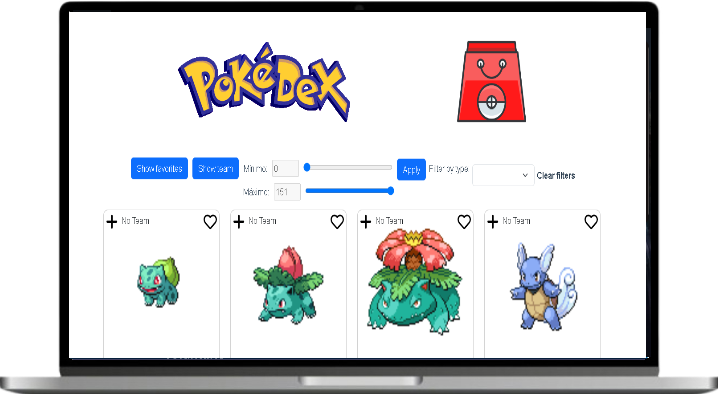 PokéDex
Show favorites Show team Mínimo: 0 Apply Filter by type Clear filters
Máximo: 151
No Team No Team No Team No Team